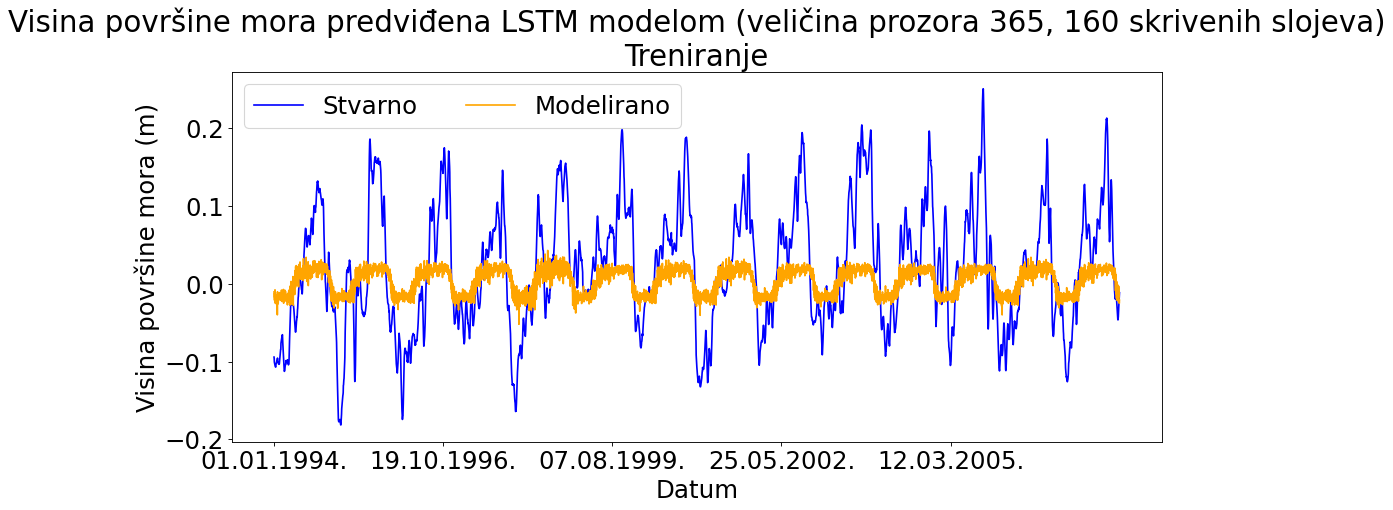 Visina površine mora predviđena LSTM modelom (veličina prozora 365, 160 skrivenih slojeva)
Treniranje
Stvarno Modelirano
Visina površine mora (m)
0.2
0.1
0.0
−0.1
−0.2
01.01.1994. 19.10.1996. 07.08.1999. 25.05.2002. 12.03.2005.
Datum